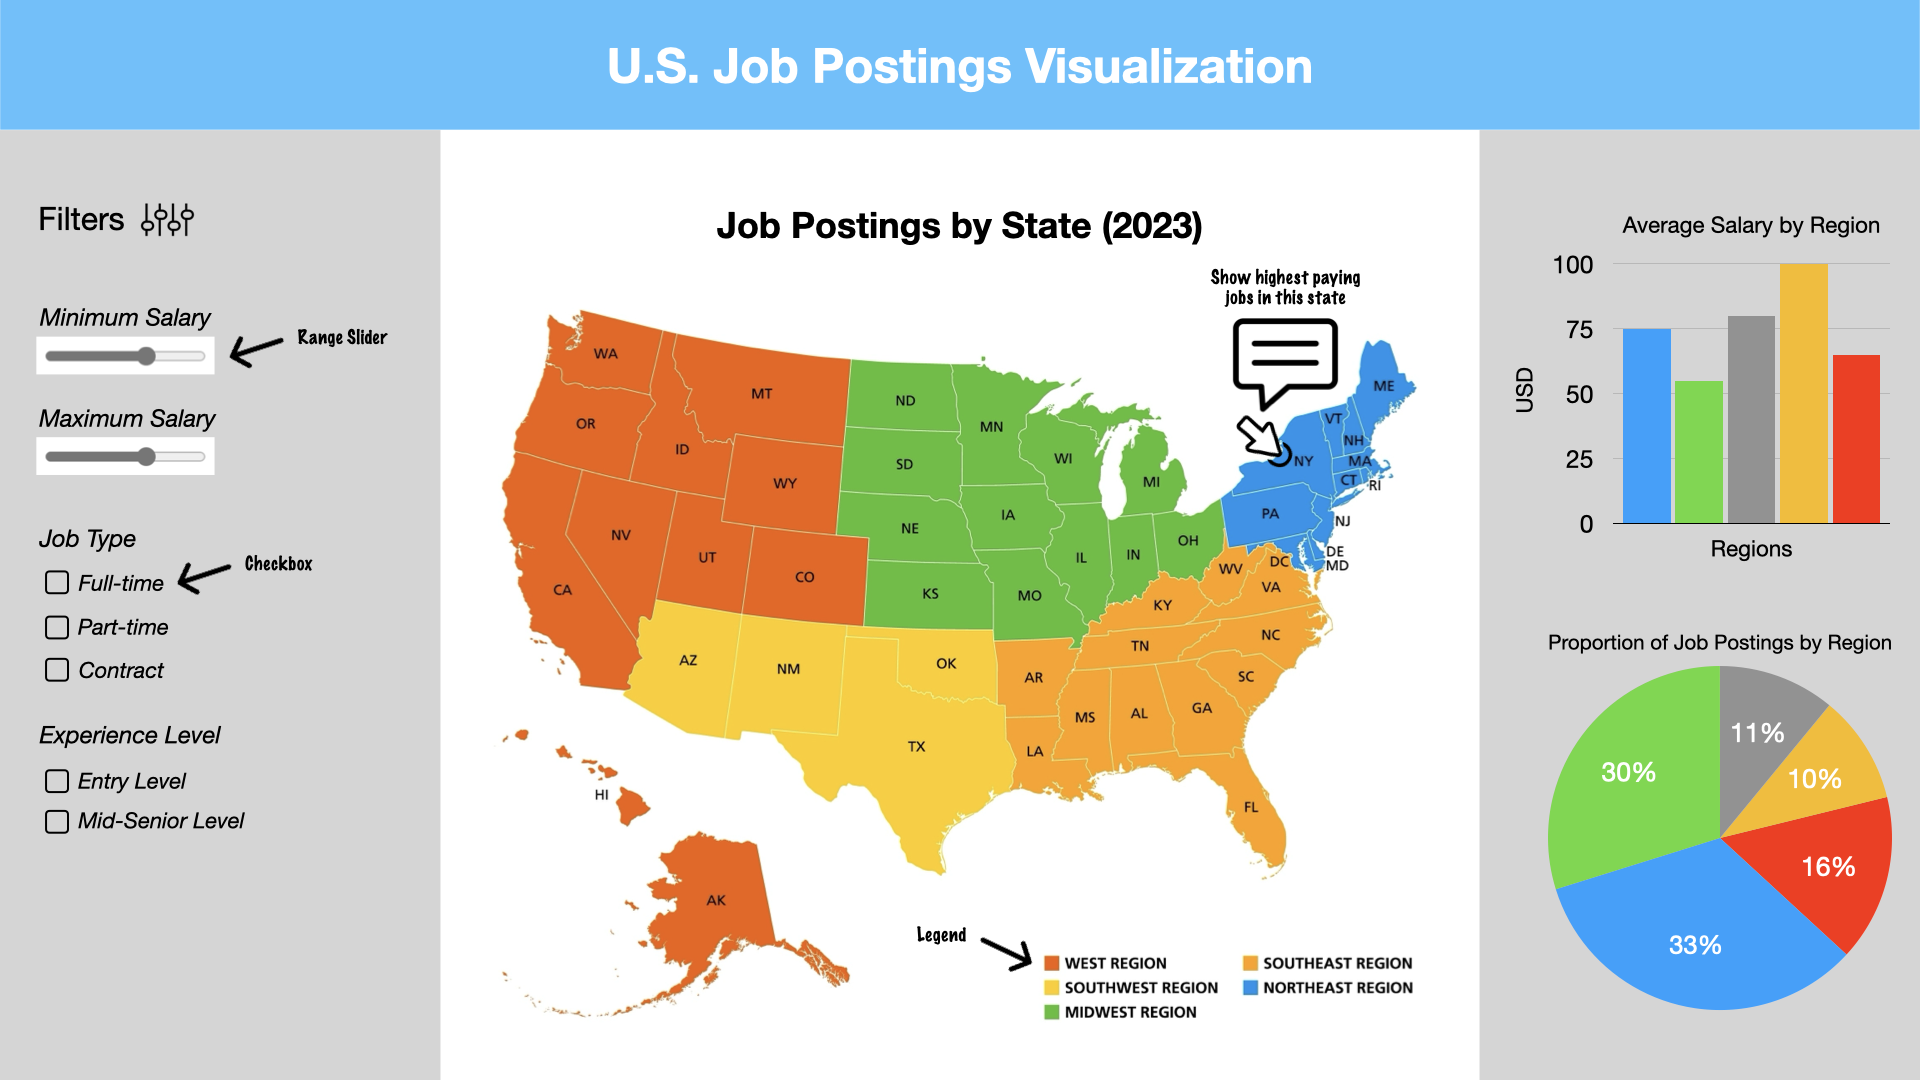 U.S. Job Postings Visualization
Filters
Minimum Salary
Range Slider
Maximum Salary
Job Type
Full-time
Checkbox
Part-time
Contract
Experience Level
Entry Level
Mid-Senior Level
Job Postings by State (2023)
Show highest paying
jobs in this state
WA
MT
ND
ME
OR
ID
MN
VT
NH
SD
WI
NY
MA
WY
MI
CT
RI
NE
IA
PA
NJ
NV
UT
CO
IL
IN
OH
DE
MD
WV
DC
VA
CA
KS
MO
KY
NC
TN
AZ
NM
OK
AR
SC
MS
AL
GA
TX
LA
FL
HI
AK
Legend
WEST REGION
SOUTHWEST REGION
MIDWEST REGION
SOUTHEAST REGION
NORTHEAST REGION
Average Salary by Region
100
75
50
25
0
USD
Regions
Proportion of Job Postings by Region
11%
10%
16%
33%
30%